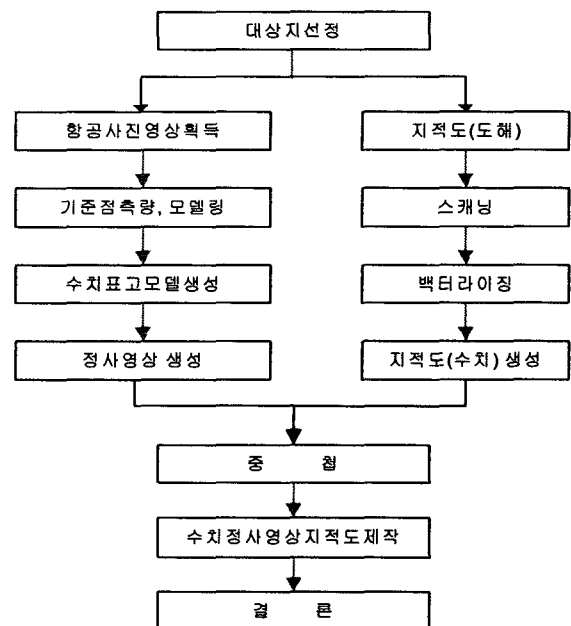 대상지선정
항공사진영상획득
지적도(도해)
기준점측량, 모델링
스캐닝
수치표고모델생성
백터라이징
정사영상 생성
지적도(수치) 생성
중 첩
수치정사영상지적도제작
결 론